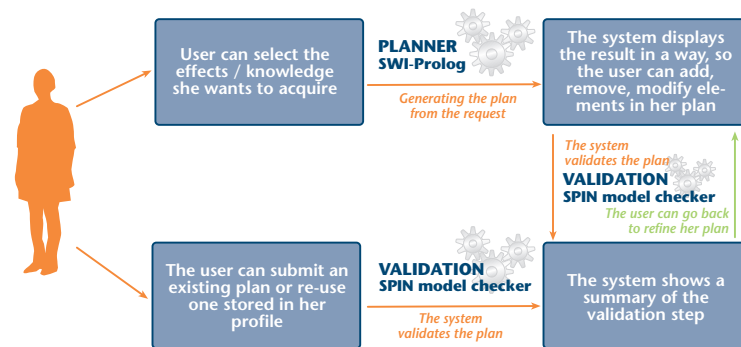 User can select the
effects / knowledge
she wants to acquire
PLANNER
SWI-Prolog
Generating the plan
from the request
The system displays
the result in a way, so
the user can add,
remove, modify ele-
ments in her plan
The system
validates the plan
VALIDATION
SPIN model checker
The user can go back
to refine her plan
The user can submit an
existing plan or re-use
one stored in her
profile
VALIDATION
SPIN model checker
The system
validates the plan
The system shows a
summary of the
validation step